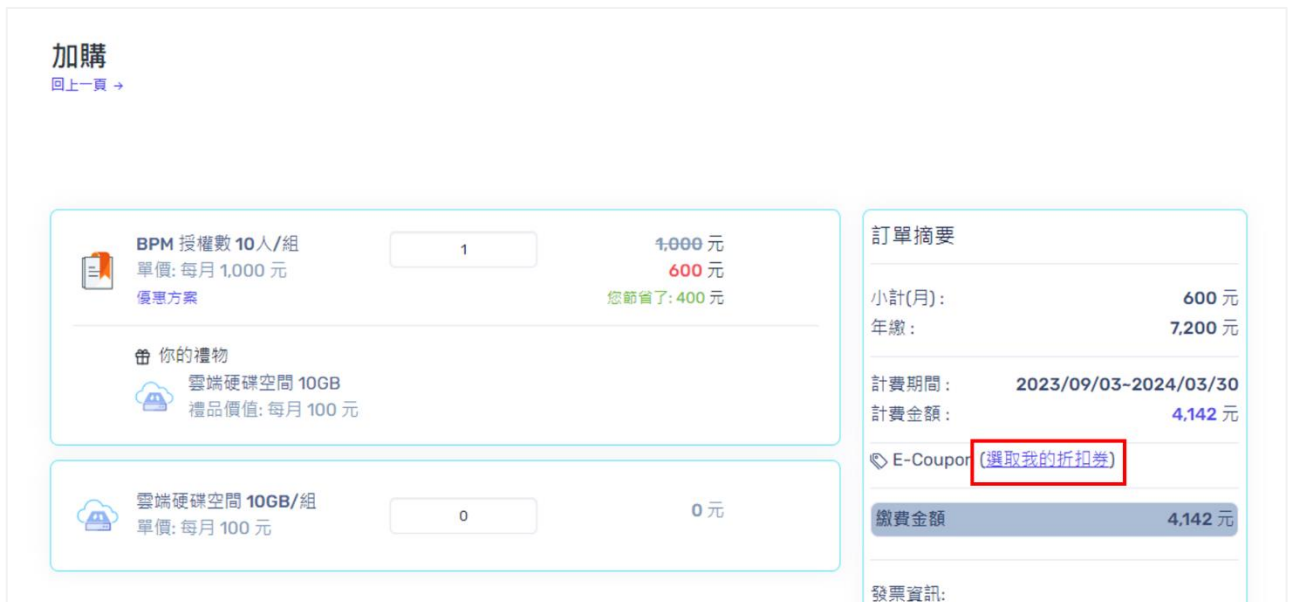 加購
回上一頁 →
BPM 授權數 10人/組
單價: 每月 1,000 元
優惠方案
1
1,000 元
600 元
您節省了: 400 元
你的禮物
雲端硬碟空間 10GB
禮品價值: 每月 100 元
雲端硬碟空間 10GB/組
單價: 每月 100 元
0
0 元
訂單摘要
小計(月) : 600 元
年繳 : 7,200 元
計費期間 : 2023/09/03~2024/03/30
計費金額 : 4,142 元
E-Coupon (選取我的折扣券)
繳費金額 4,142 元
發票資訊: